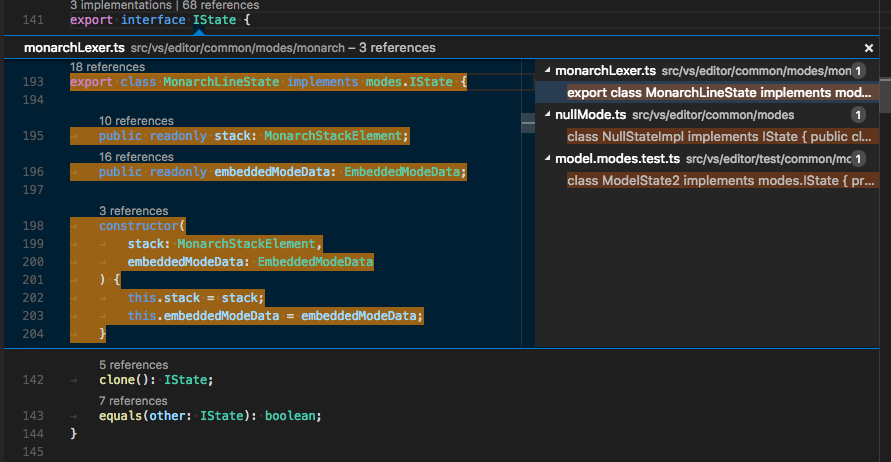 3 implementations | 68 references
141 export interface IState {
monarchLexer.ts src/vs/editor/common/modes/monarch – 3 references
18 references
193 export class MonarchLineState implements modes.IState {
194
10 references
195 public readonly stack: MonarchStackElement;
16 references
196 public readonly embeddedModeData: EmbeddedModeData;
197
3 references
198 constructor(
199 stack: MonarchStackElement,
200 embeddedModeData: EmbeddedModeData
201 ) {
202 this.stack = stack;
203 this.embeddedModeData = embeddedModeData;
204 }
monarchLexer.ts src/vs/editor/common/modes/mon 1
export class MonarchLineState implements mod...
nullMode.ts src/vs/editor/common/modes 1
class NullStateImpl implements IState { public cl...
model.modes.test.ts src/vs/editor/test/common/mo 1
class ModelState2 implements modes.IState { pr...
5 references
142 clone(): IState;
7 references
143 equals(other: IState): boolean;
144 }
145